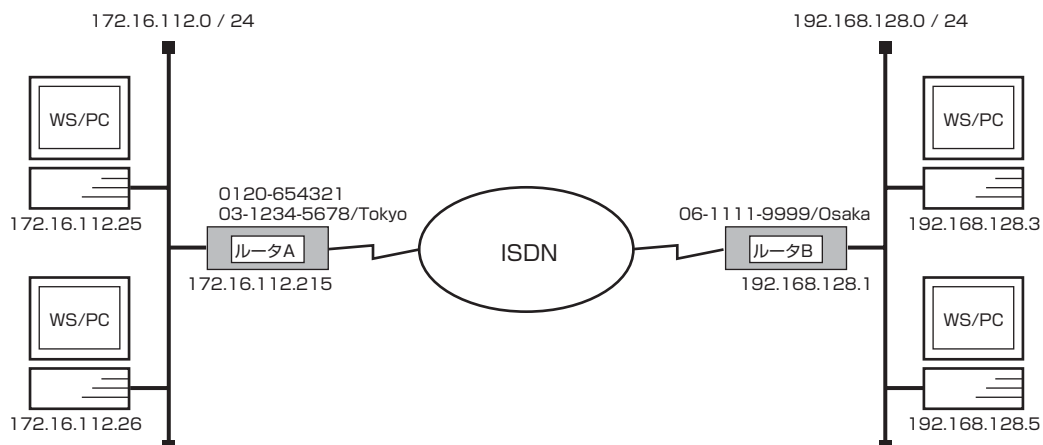 172.16.112.0 / 24
192.168.128.0 / 24
WS/PC
172.16.112.25
WS/PC
192.168.128.3
0120-654321
03-1234-5678/Tokyo
ルータA
172.16.112.215
ISDN
06-1111-9999/Osaka
ルータB
192.168.128.1
WS/PC
172.16.112.26
WS/PC
192.168.128.5